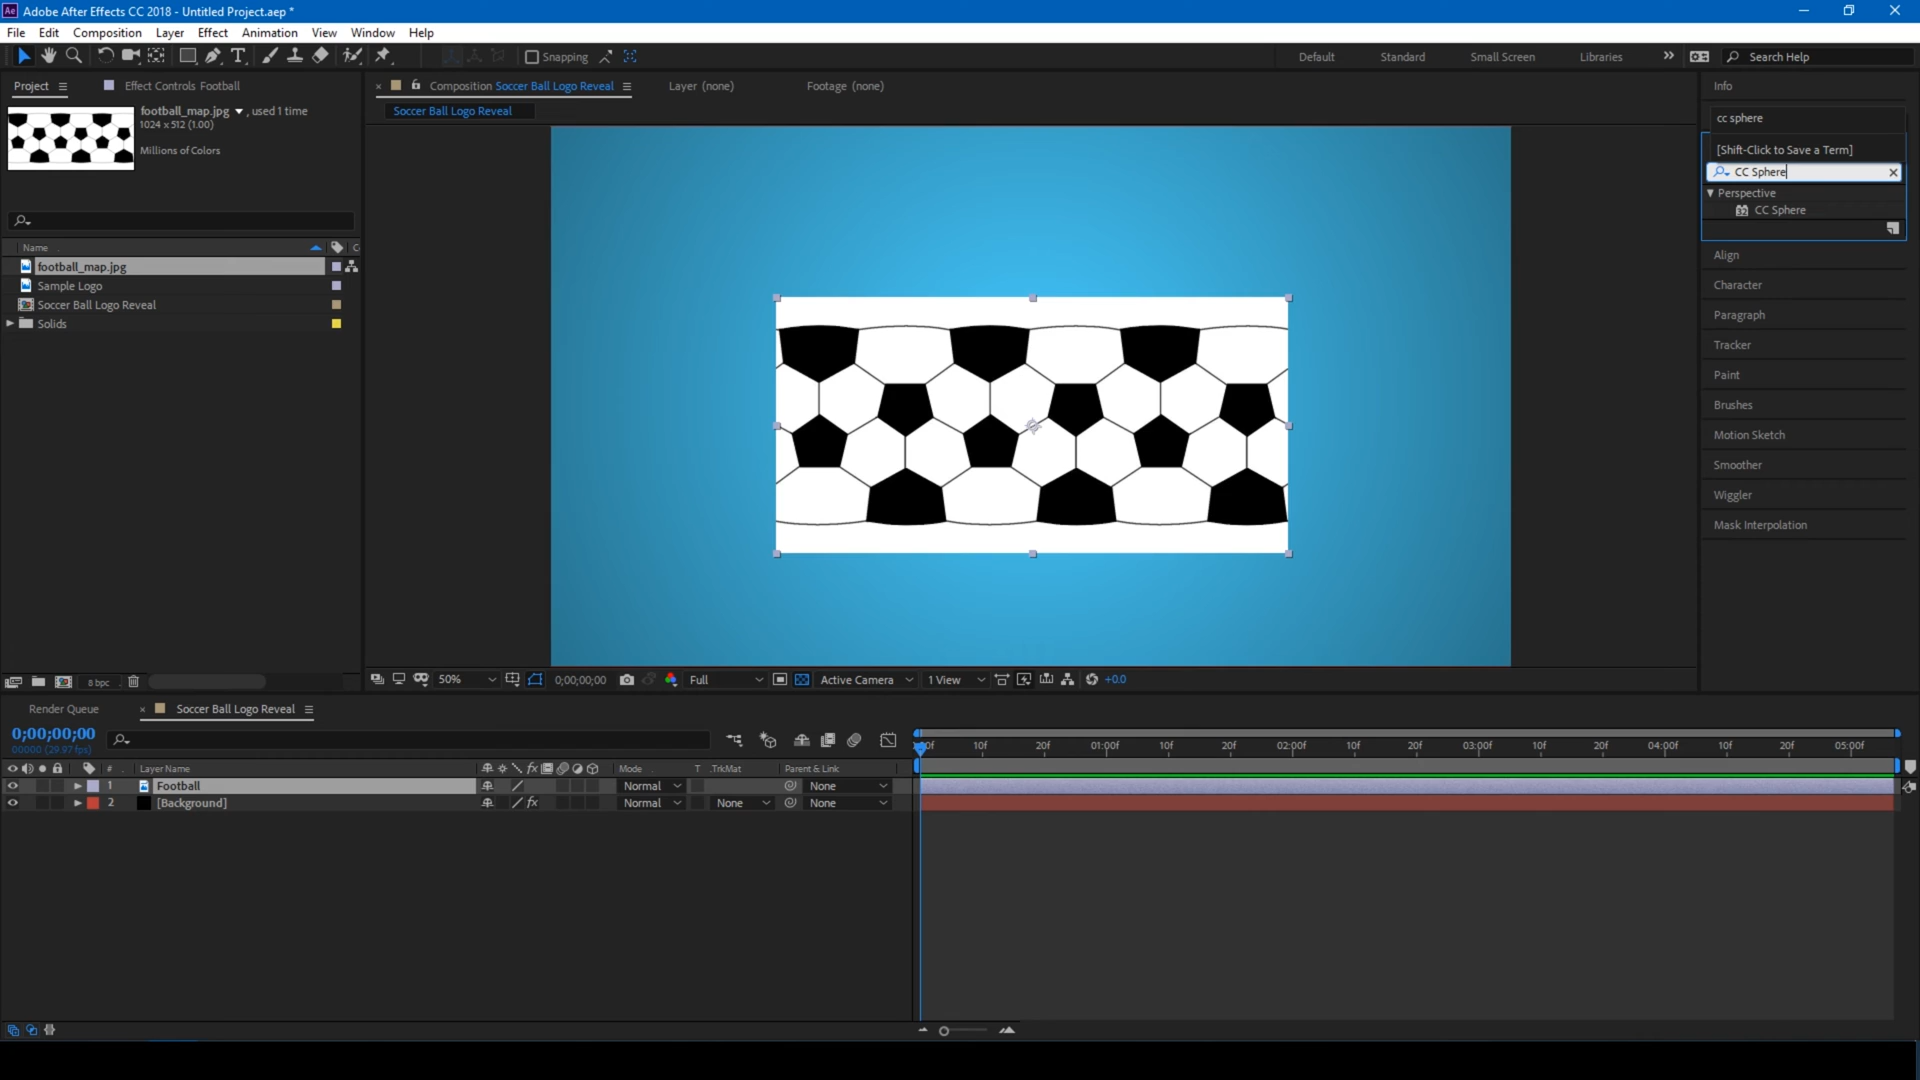 Adobe After Effects CC 2018 - Untitled Project.aep *
File Edit Composition Layer Effect Animation View Window Help
Snapping Default Standard Small Screen Libraries Search Help
Project Effect Controls Football
football_map.jpg , used 1 time
1024 x 512 (1.00)
Millions of Colors
Name
football_map.jpg
Sample Logo
Soccer Ball Logo Reveal
Solids
8 bpc
Composition Soccer Ball Logo Reveal Layer (none) Footage (none)
Soccer Ball Logo Reveal
50% 0;00;00;00 Full Active Camera 1 View +0.0
Info
cc sphere
[Shift-Click to Save a Term]
CC Sphere
Perspective
32 CC Sphere
Align
Character
Paragraph
Tracker
Paint
Brushes
Motion Sketch
Smoother
Wiggler
Mask Interpolation
Render Queue Soccer Ball Logo Reveal
0;00;00;00
00000 (29.97 fps)
# Layer Name Mode T .TrkMat Parent & Link
1 Football Normal None
2 [Background] Normal None None
10f 20f 01:00f 10f 20f 02:00f 10f 20f 03:00f 10f 20f 04:00f 10f 20f 05:00f